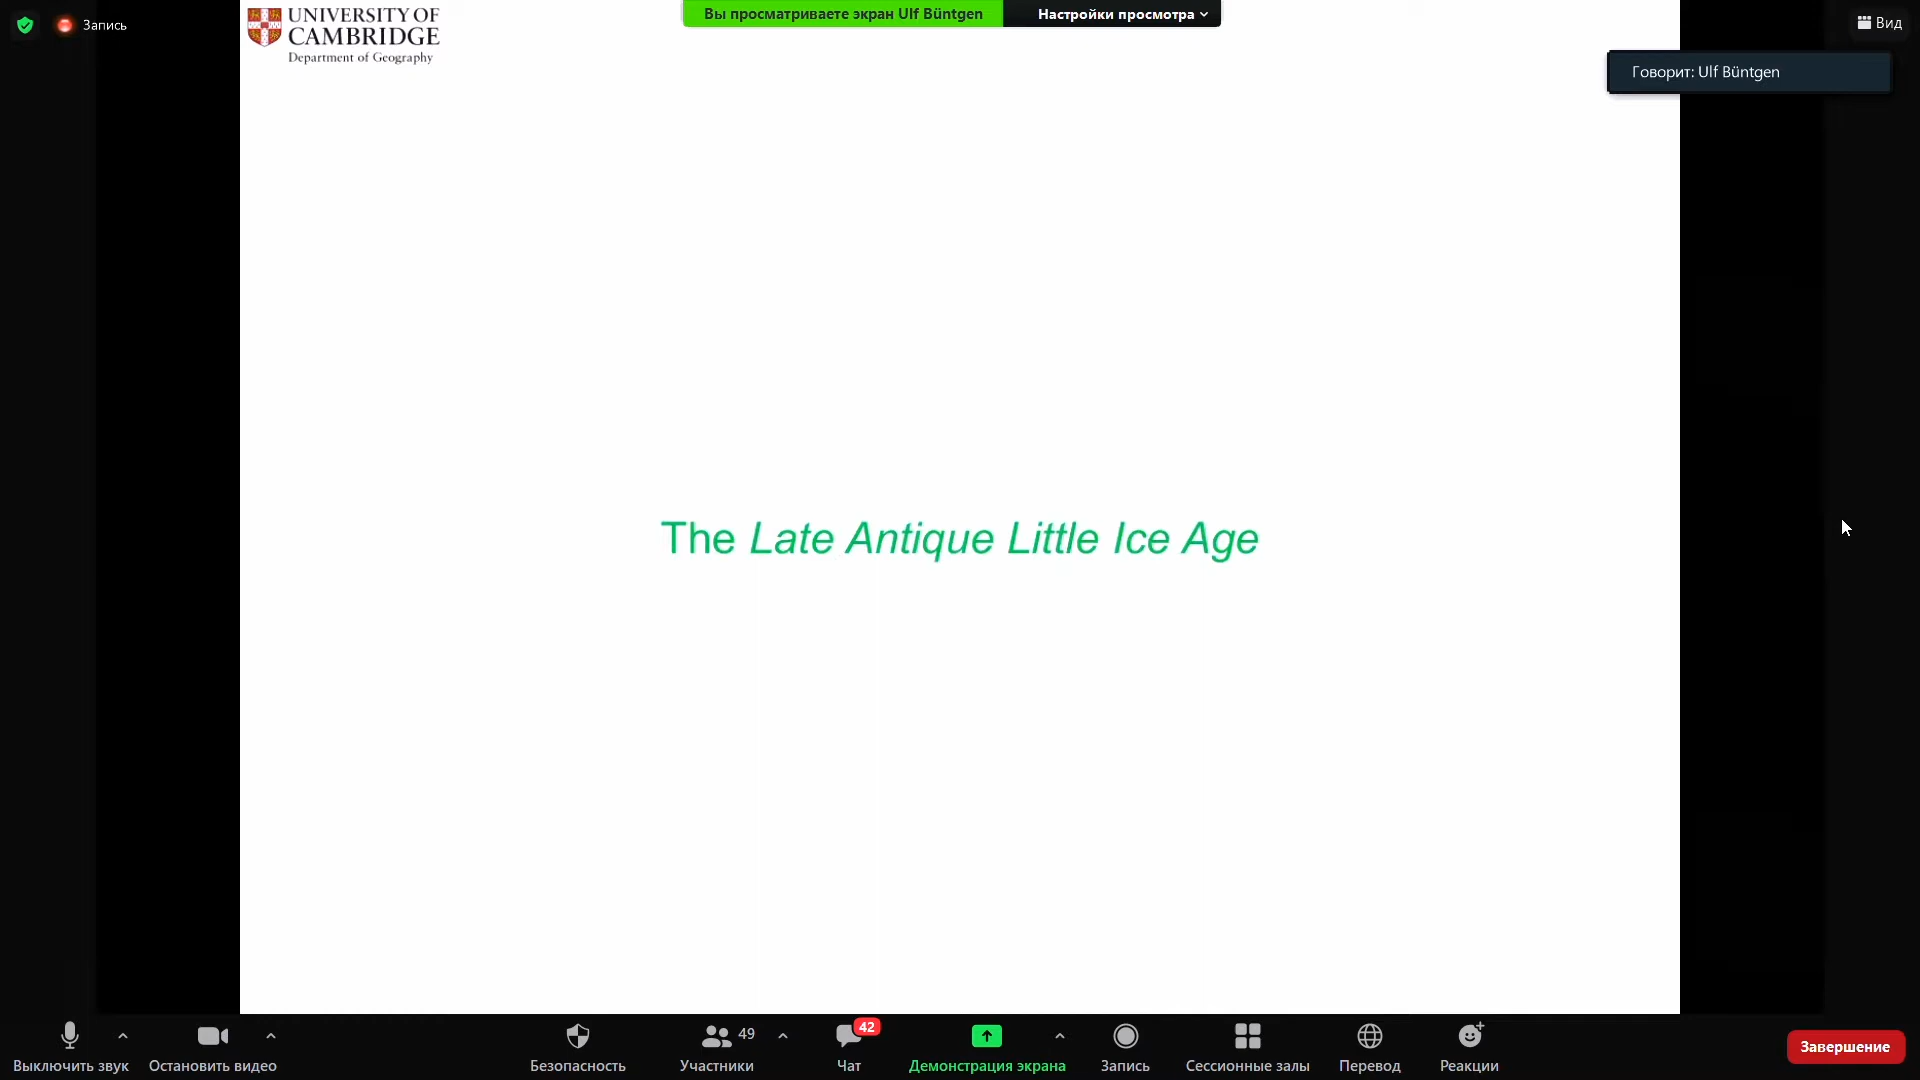 Запись
UNIVERSITY OF
CAMBRIDGE
Department of Geography
Вы просматриваете экран Ulf Büntgen
Настройки просмотра
Вид
Говорит: Ulf Büntgen
The Late Antique Little Ice Age
Выключить звук
Остановить видео
Безопасность
49
Участники
42
Чат
Демонстрация экрана
Запись
Сессионные залы
Перевод
Реакции
Завершение